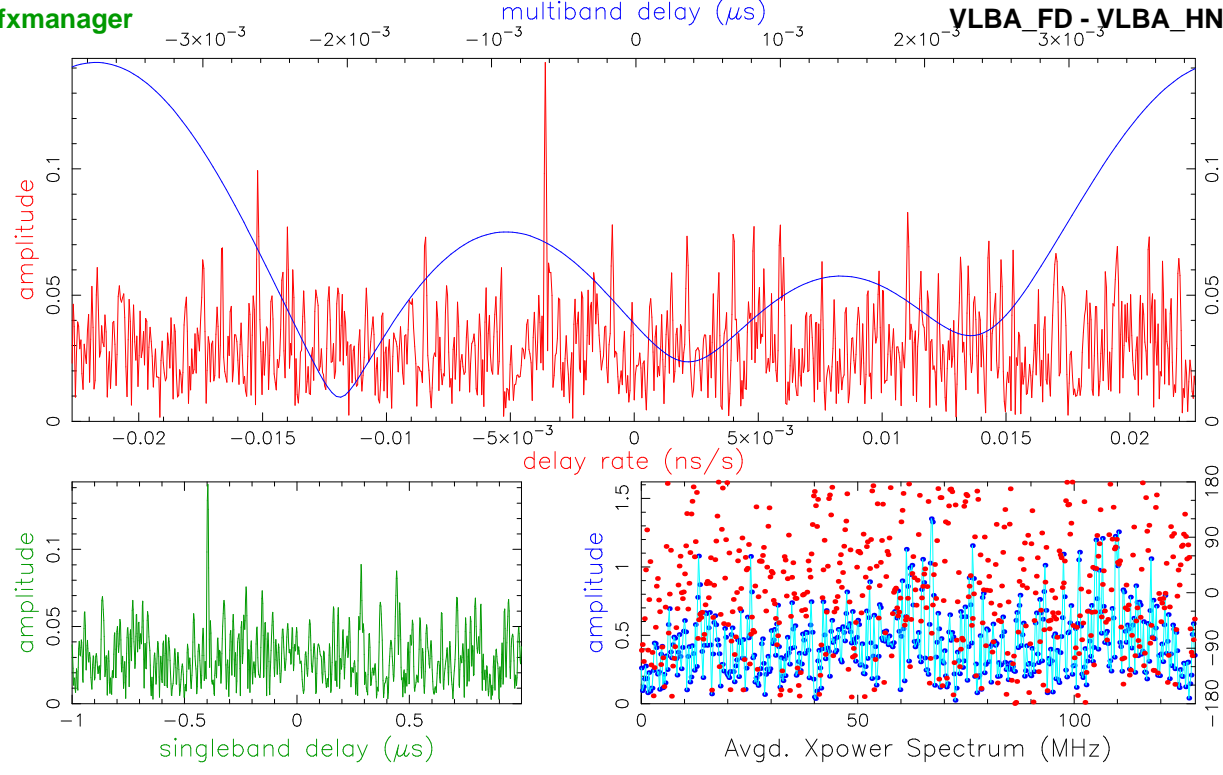 fxmanager
multiband delay (μs)
VLBA_FD - VLBA_HN
−3×10⁻³ −2×10⁻³ −10⁻³ 0 10⁻³ 2×10⁻³ 3×10⁻³
amplitude
0 0.05 0.1
0 0.05 0.1
−0.02 −0.015 −0.01 −5×10⁻³ 0 5×10⁻³ 0.01 0.015 0.02
delay rate (ns/s)
amplitude
0 0.05 0.1
−1 −0.5 0 0.5
singleband delay (μs)
amplitude
0 0.5 1 1.5
−180 −90 0 90 180
0 50 100
Avgd. Xpower Spectrum (MHz)